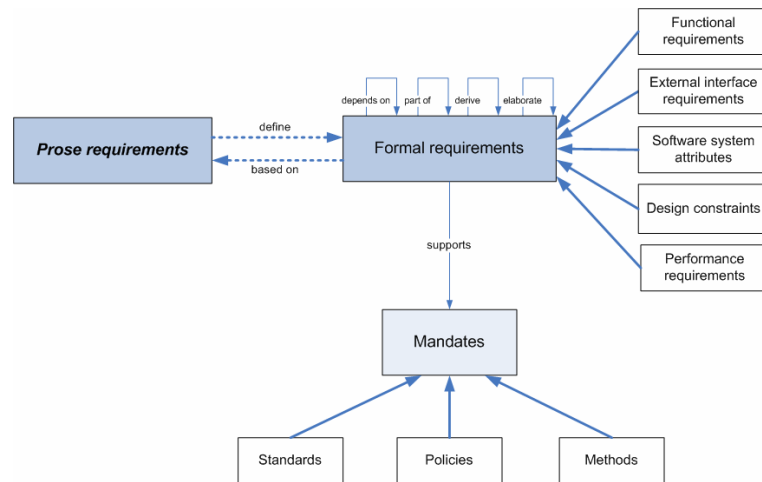 Functional
requirements
External interface
requirements
depends on
part of
derive
elaborate
define
Prose requirements
Formal requirements
Software system
attributes
based on
Design constraints
supports
Performance
requirements
Mandates
Standards
Policies
Methods